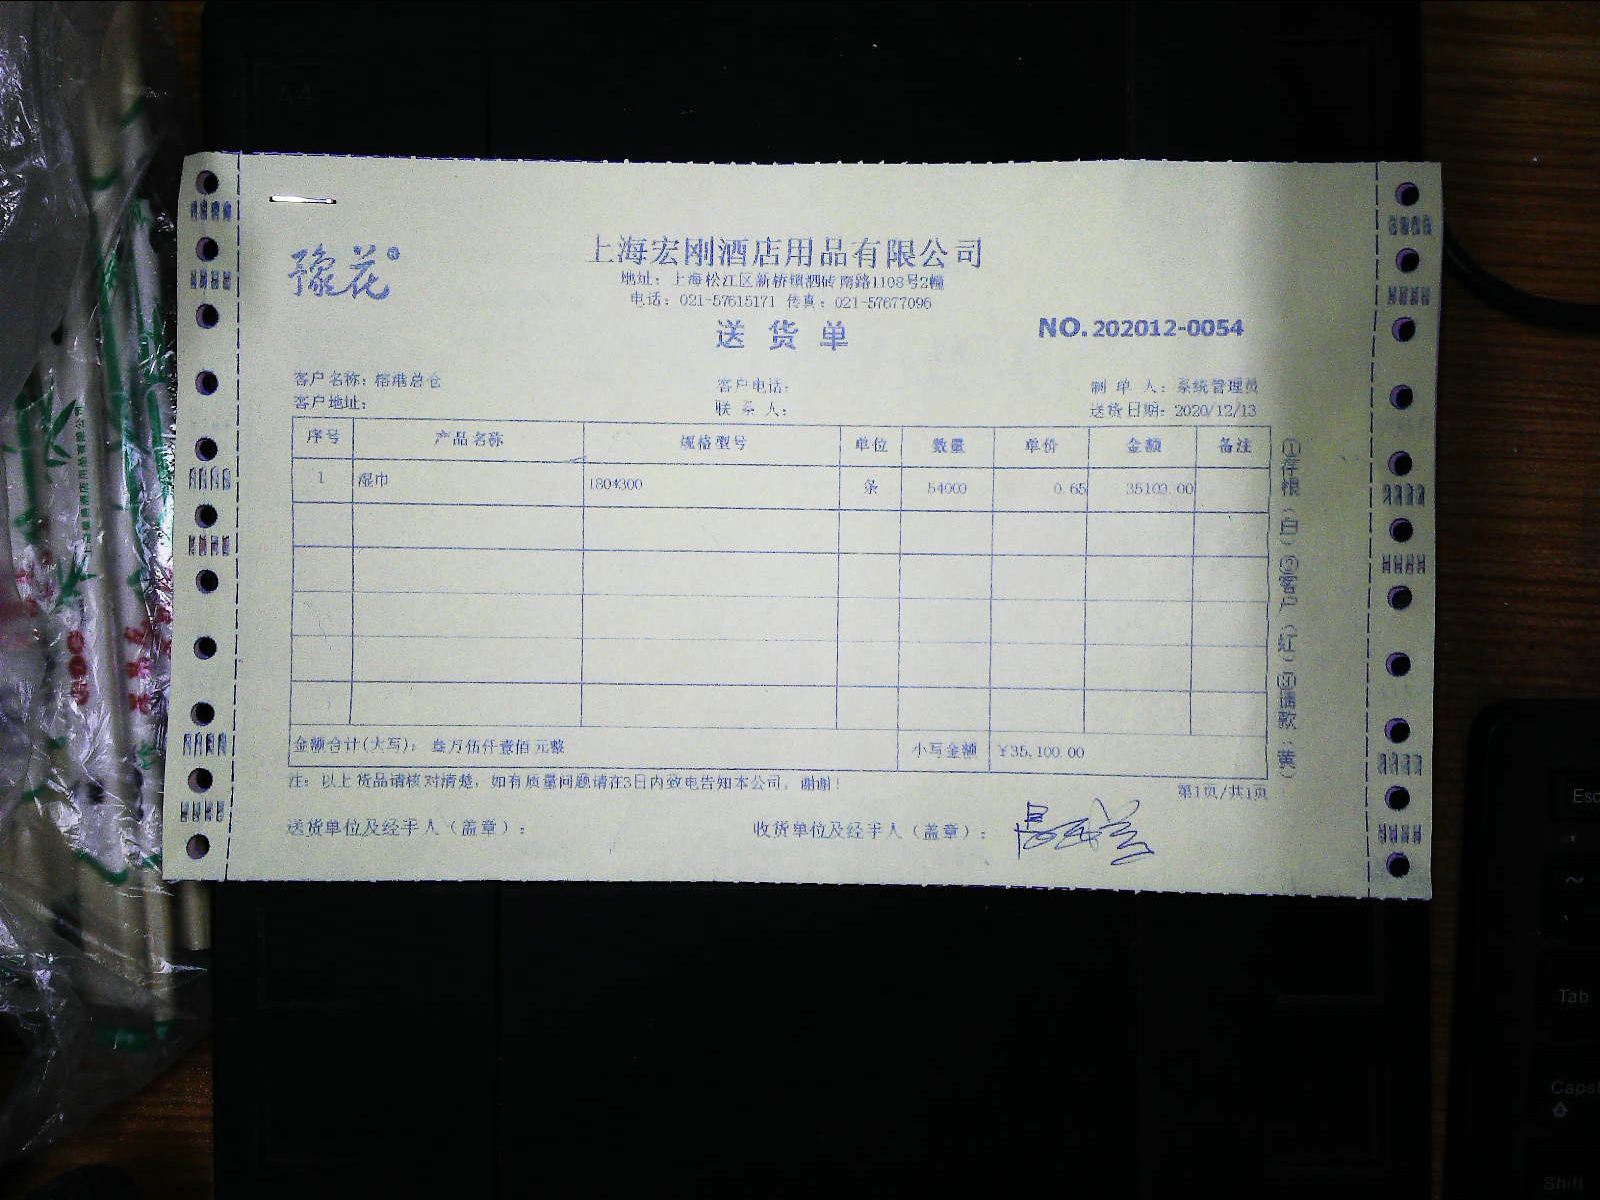 豫花®
上海宏刚酒店用品有限公司
地址：上海松江区新桥镇泗砖南路1108号2幢
电话：021-57615171 传真：021-57677096
送货单
NO.202012-0054
客户名称：榕港总仓 客户电话： 制单人：系统管理员
客户地址： 联系人： 送货日期：2020/12/13
序号 产品名称 规格型号 单位 数量 单价 金额 备注
1 湿巾 180*300 条 54000 0.65 35100.00
金额合计(大写)：叁万伍仟壹佰元整 小写金额 ¥35,100.00
注：以上货品请核对清楚，如有质量问题请在3日内致电告知本公司，谢谢！
第1页/共1页
送货单位及经手人（盖章）： 收货单位及经手人（盖章）：
①存根（白）②客户（红）③请款（黄）
Esc
~
Tab
Caps
Shift